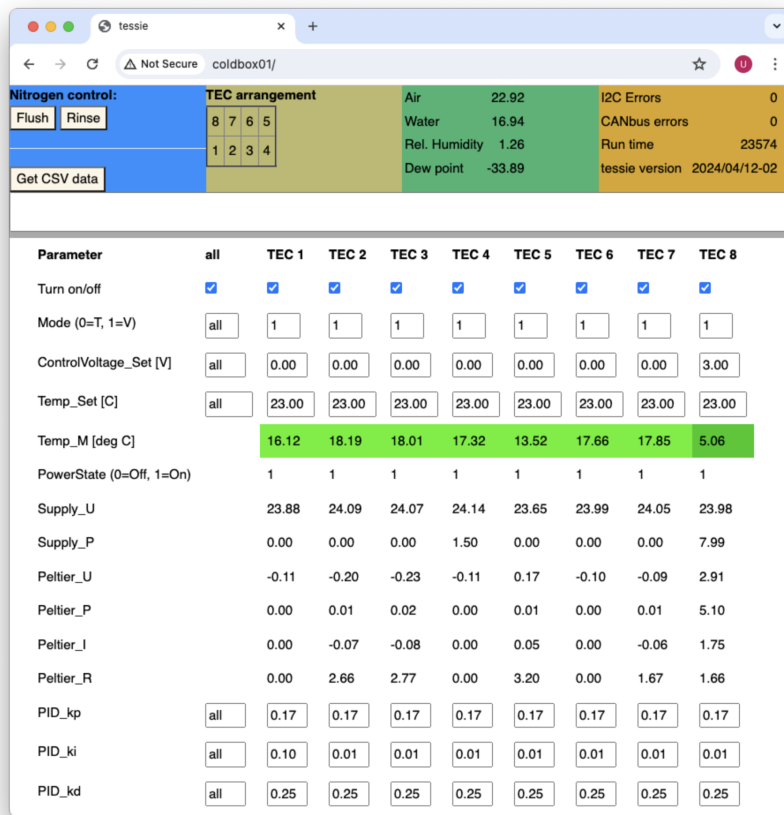 tessie
Not Secure coldbox01/
U
Nitrogen control: TEC arrangement Air 22.92 I2C Errors 0
Flush Rinse 8 7 6 5 Water 16.94 CANbus errors 0
1 2 3 4 Rel. Humidity 1.26 Run time 23574
Get CSV data Dew point -33.89 tessie version 2024/04/12-02
Parameter all TEC 1 TEC 2 TEC 3 TEC 4 TEC 5 TEC 6 TEC 7 TEC 8
Turn on/off
Mode (0=T, 1=V) all 1 1 1 1 1 1 1 1
ControlVoltage_Set [V] all 0.00 0.00 0.00 0.00 0.00 0.00 0.00 3.00
Temp_Set [C] all 23.00 23.00 23.00 23.00 23.00 23.00 23.00 23.00
Temp_M [deg C] 16.12 18.19 18.01 17.32 13.52 17.66 17.85 5.06
PowerState (0=Off, 1=On) 1 1 1 1 1 1 1 1
Supply_U 23.88 24.09 24.07 24.14 23.65 23.99 24.05 23.98
Supply_P 0.00 0.00 0.00 1.50 0.00 0.00 0.00 7.99
Peltier_U -0.11 -0.20 -0.23 -0.11 0.17 -0.10 -0.09 2.91
Peltier_P 0.00 0.01 0.02 0.00 0.01 0.00 0.01 5.10
Peltier_I 0.00 -0.07 -0.08 0.00 0.05 0.00 -0.06 1.75
Peltier_R 0.00 2.66 2.77 0.00 3.20 0.00 1.67 1.66
PID_kp all 0.17 0.17 0.17 0.17 0.17 0.17 0.17 0.17
PID_ki all 0.10 0.01 0.01 0.01 0.01 0.01 0.01 0.01
PID_kd all 0.25 0.25 0.25 0.25 0.25 0.25 0.25 0.25